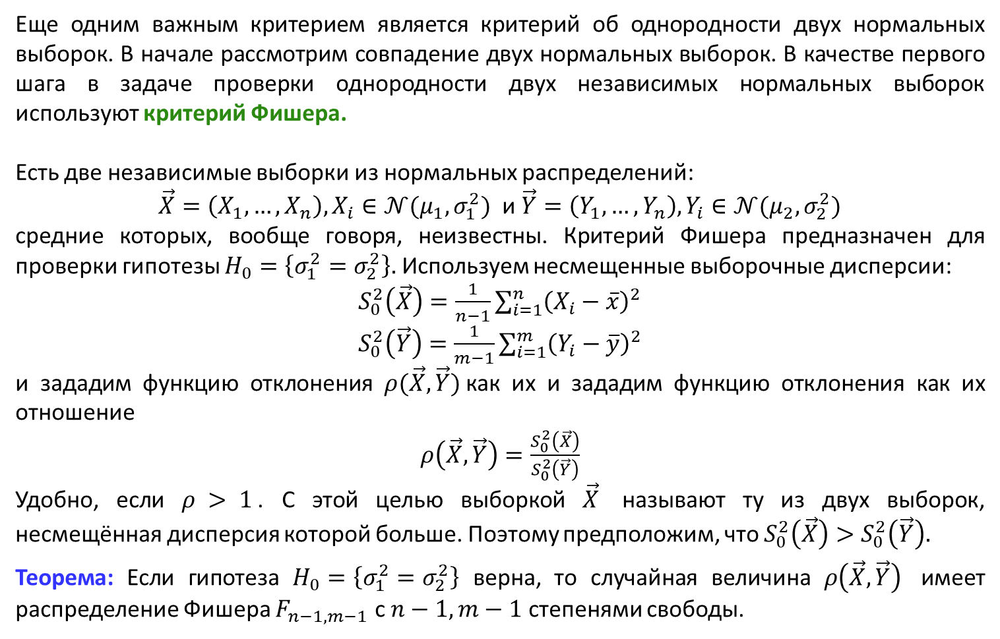 Еще одним важным критерием является критерий об однородности двух нормальных
выборок. В начале рассмотрим совпадение двух нормальных выборок. В качестве первого
шага в задаче проверки однородности двух независимых нормальных выборок
используют критерий Фишера.
Есть две независимые выборки из нормальных распределений:
$\vec{X} = (X_1, \ldots, X_n), X_i \in \mathcal{N}(\mu_1, \sigma_1^2)$ и $\vec{Y} = (Y_1, \ldots, Y_n), Y_i \in \mathcal{N}(\mu_2, \sigma_2^2)$
средние которых, вообще говоря, неизвестны. Критерий Фишера предназначен для
проверки гипотезы $H_0 = \{\sigma_1^2 = \sigma_2^2\}$. Используем несмещенные выборочные дисперсии:
$S_0^2(\vec{X}) = \frac{1}{n-1} \sum_{i=1}^{n} (X_i - \bar{x})^2$
$S_0^2(\vec{Y}) = \frac{1}{m-1} \sum_{i=1}^{m} (Y_i - \bar{y})^2$
и зададим функцию отклонения $\rho(\vec{X}, \vec{Y})$ как их и зададим функцию отклонения как их
отношение
$\rho(\vec{X}, \vec{Y}) = \frac{S_0^2(\vec{X})}{S_0^2(\vec{Y})}$
Удобно, если $\rho > 1$. С этой целью выборкой $\vec{X}$ называют ту из двух выборок,
несмещённая дисперсия которой больше. Поэтому предположим, что $S_0^2(\vec{X}) > S_0^2(\vec{Y})$.
Теорема: Если гипотеза $H_0 = \{\sigma_1^2 = \sigma_2^2\}$ верна, то случайная величина $\rho(\vec{X}, \vec{Y})$ имеет
распределение Фишера $F_{n-1,m-1}$ с $n - 1, m - 1$ степенями свободы.